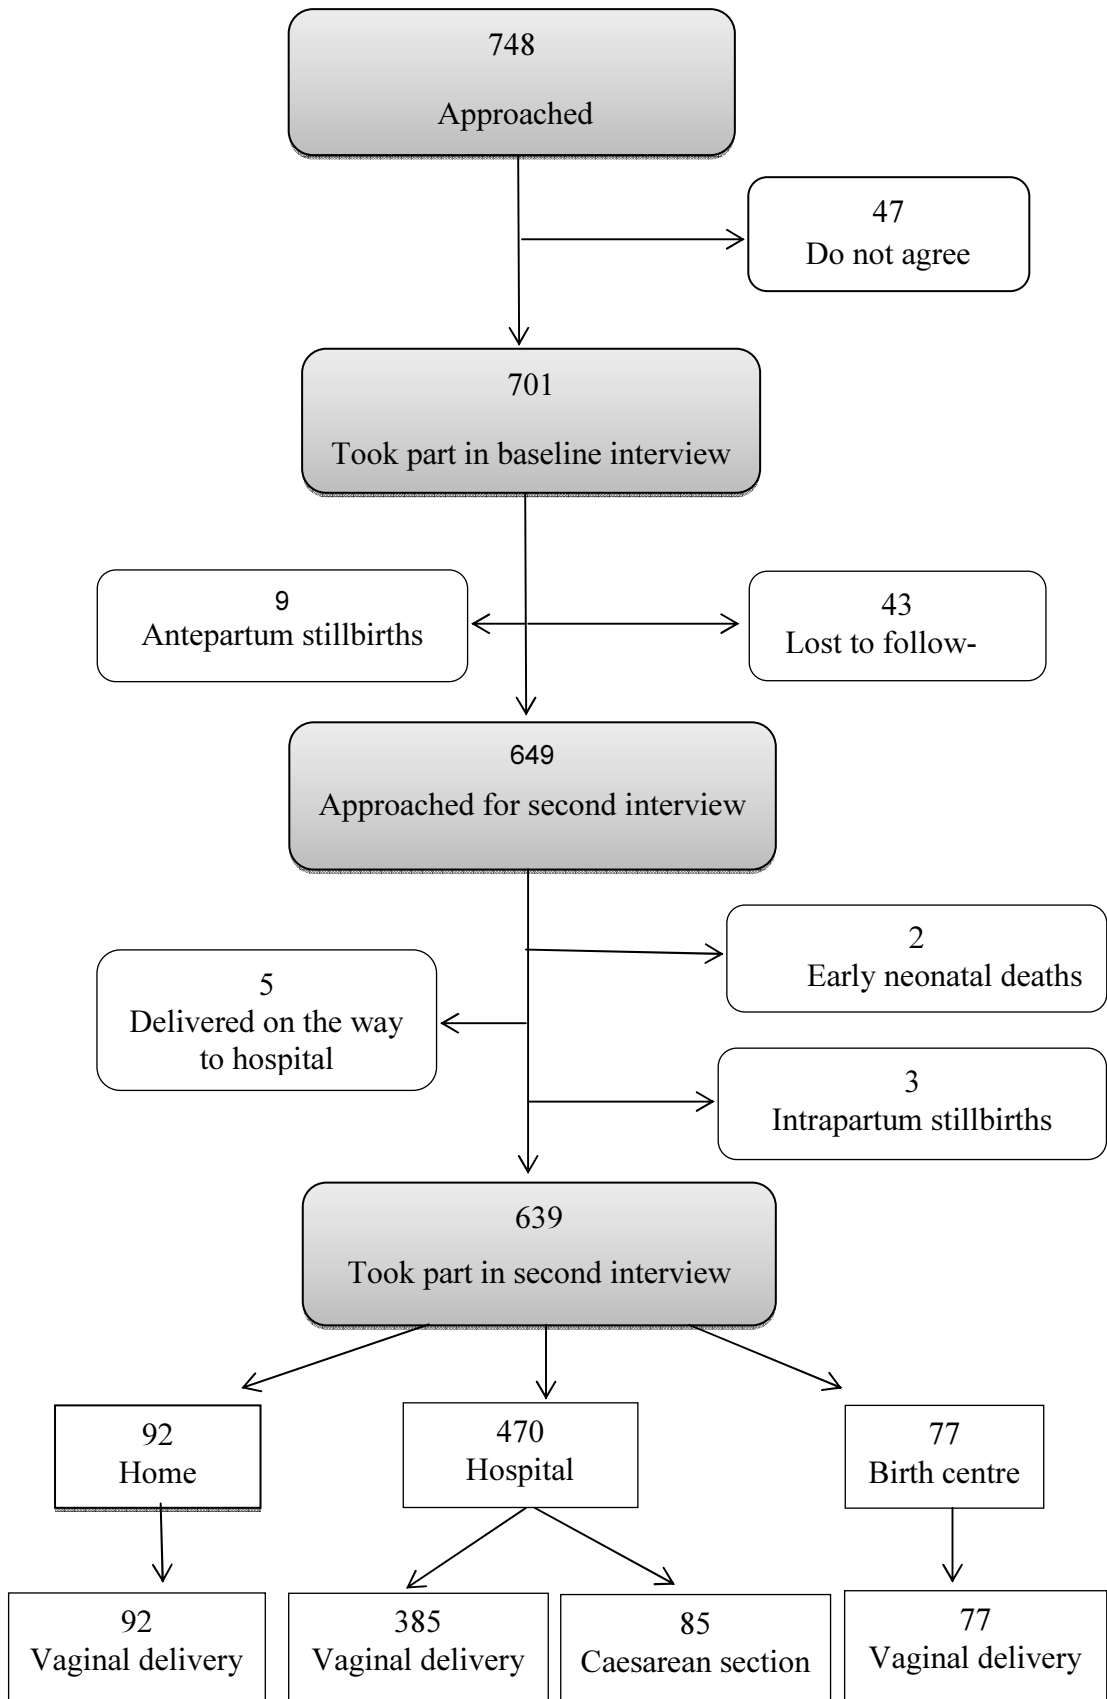 748
Approached
47
Do not agree
701
Took part in baseline interview
9
Antepartum stillbirths
43
Lost to follow-
649
Approached for second interview
2
Early neonatal deaths
5
Delivered on the way
to hospital
3
Intrapartum stillbirths
639
Took part in second interview
92
Home
470
Hospital
77
Birth centre
92
Vaginal delivery
385
Vaginal delivery
85
Caesarean section
77
Vaginal delivery